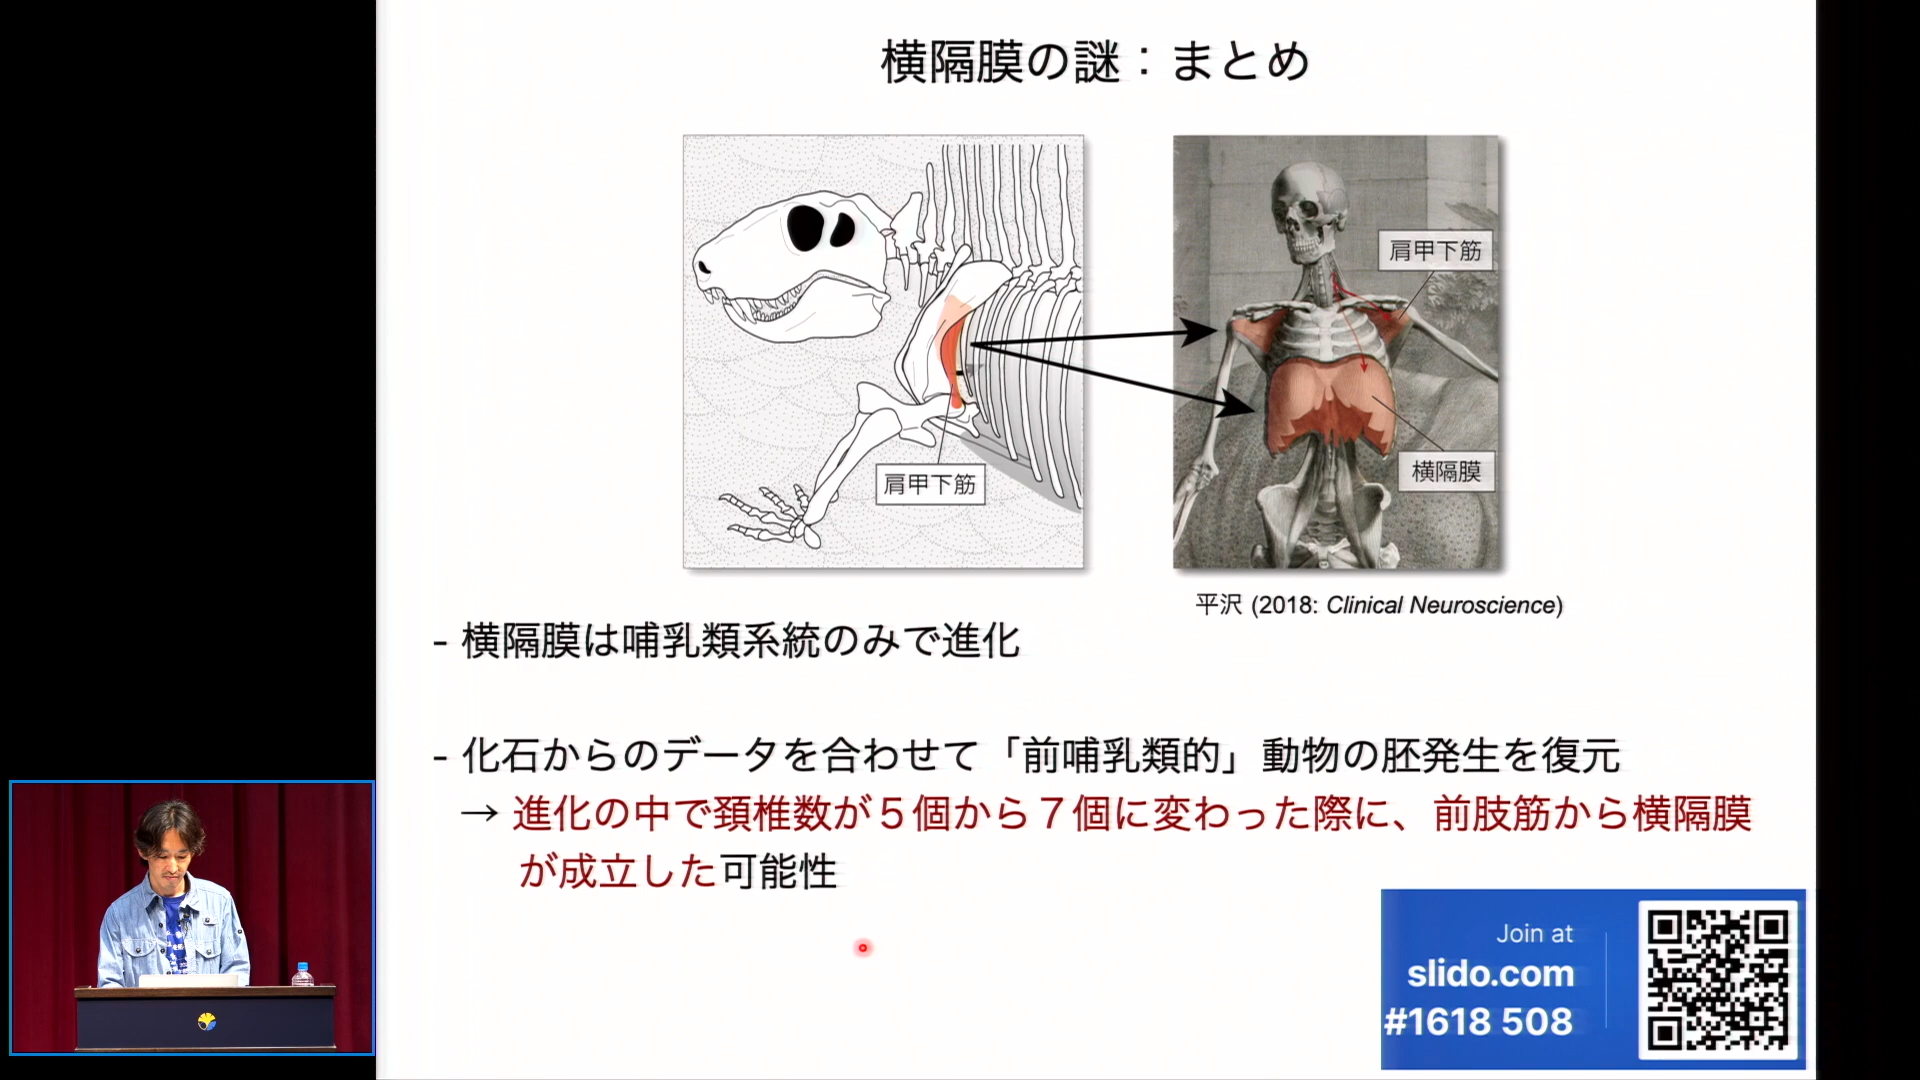 横隔膜の謎：まとめ
肩甲下筋
肩甲下筋
横隔膜
平沢 (2018: Clinical Neuroscience)
- 横隔膜は哺乳類系統のみで進化
- 化石からのデータを合わせて「前哺乳類的」動物の胚発生を復元
→ 進化の中で頚椎数が５個から７個に変わった際に、前肢筋から横隔膜
が成立した可能性
Join at
slido.com
#1618 508